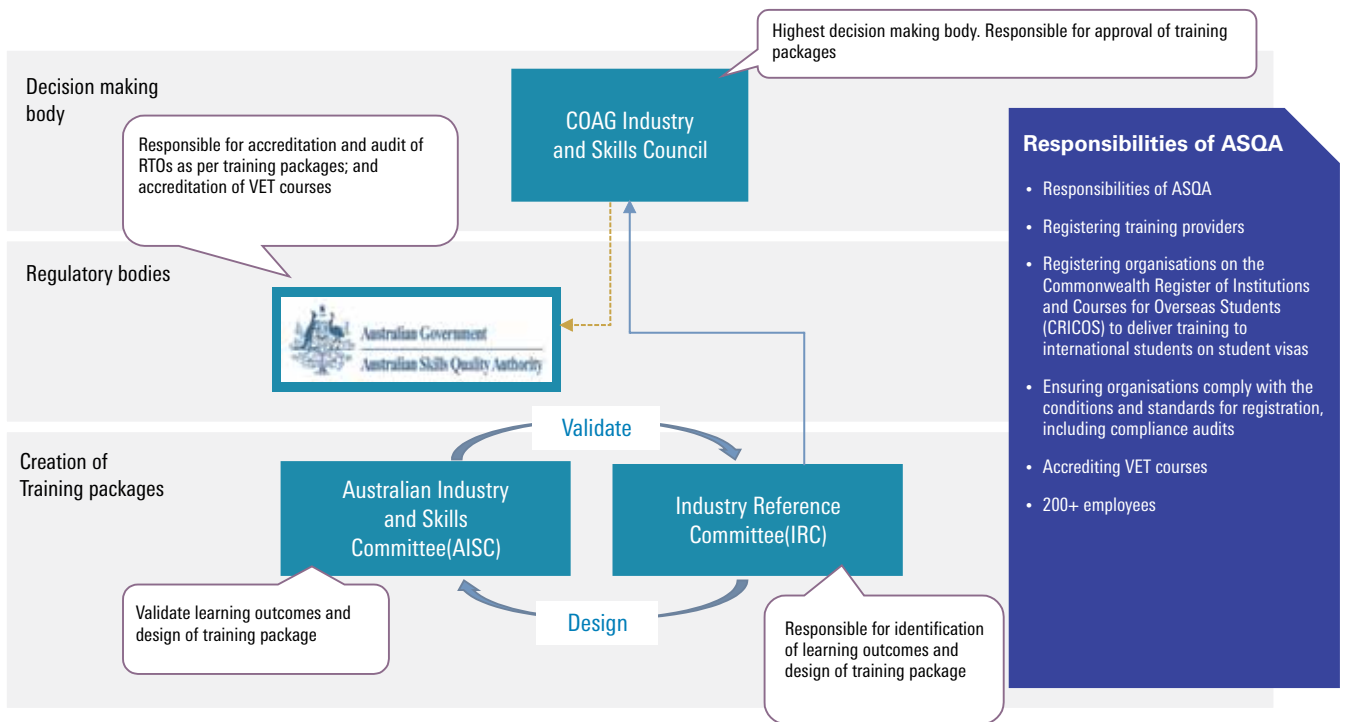 Highest decision making body. Responsible for approval of training
packages
Decision making
body
COAG Industry
and Skills Council
Responsible for accreditation and audit of
RTOs as per training packages; and
accreditation of VET courses
Regulatory bodies
Australian Government
Australian Skills Quality Authority
Validate
Creation of
Training packages
Australian Industry
and Skills
Committee(AISC)
Industry Reference
Committee(IRC)
Validate learning outcomes and
design of training package
Design
Responsible for identification
of learning outcomes and
design of training package
Responsibilities of ASQA
• Responsibilities of ASQA
• Registering training providers
• Registering organisations on the
Commonwealth Register of Institutions
and Courses for Overseas Students
(CRICOS) to deliver training to
international students on student visas
• Ensuring organisations comply with the
conditions and standards for registration,
including compliance audits
• Accrediting VET courses
• 200+ employees